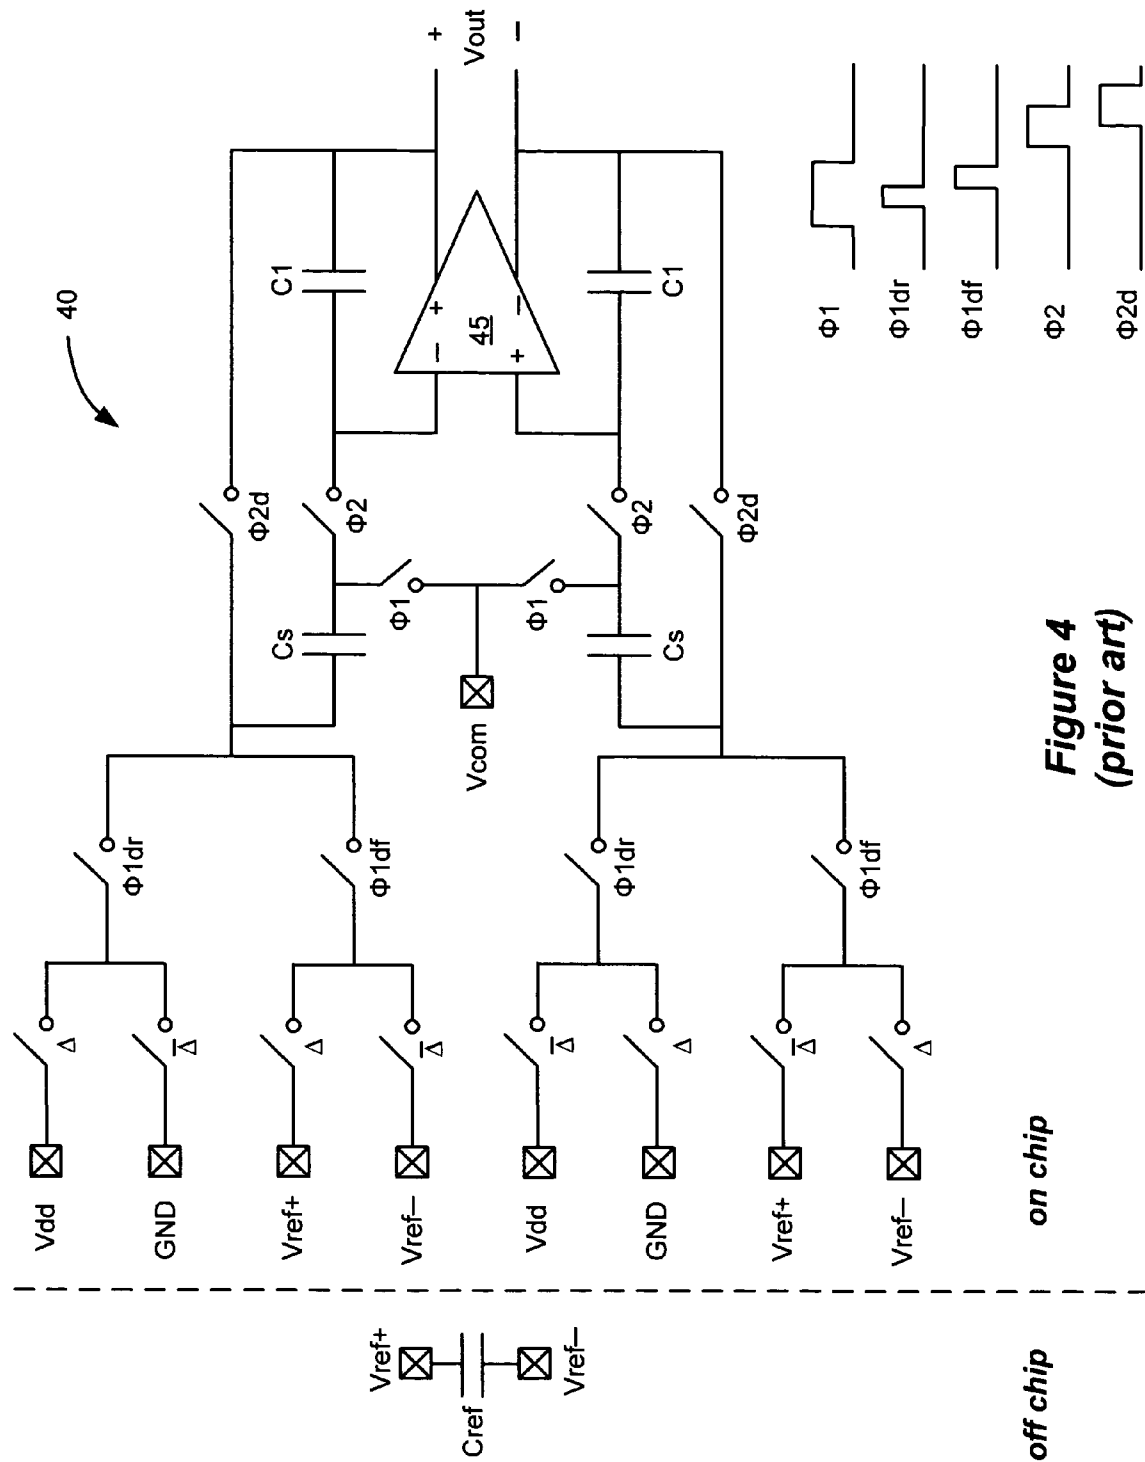 40
Vdd
Δ
GND
Δ̅
Vref+
Δ
Vref–
Δ̅
Vdd
Δ̅
GND
Δ
Vref+
Δ̅
Vref–
Δ
Φ1dr
Φ1df
Φ1dr
Φ1df
Φ2d
Φ2
Φ2
Φ2d
Cs
Cs
Φ1
Φ1
Vcom
C1
C1
– +
45
+ –
+
Vout
–
Vref+
Cref
Vref–
off chip
on chip
Φ1
Φ1dr
Φ1df
Φ2
Φ2d
Figure 4
(prior art)